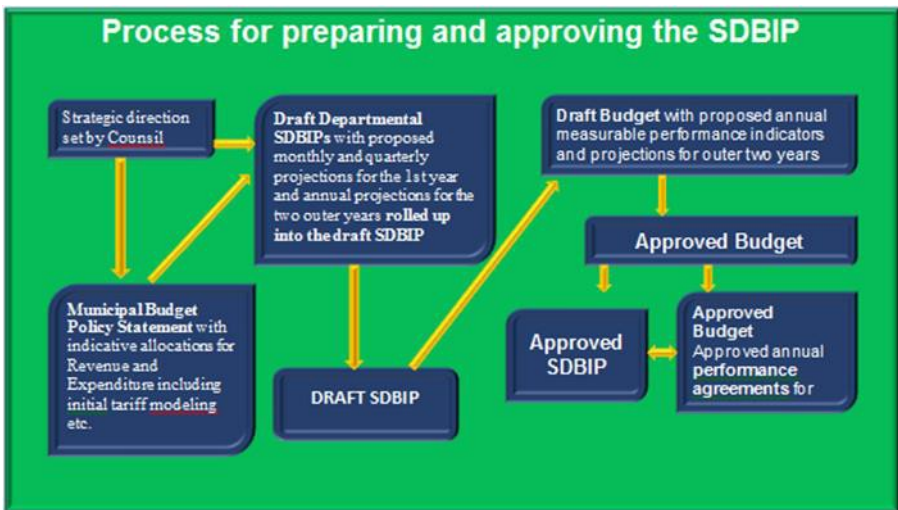 Process for preparing and approving the SDBIP
Strategic direction
set by Counsil
Draft Departmental
SDBIPs with proposed
monthly and quarterly
projections for the 1st year
and annual projections for the
two outer years rolled up
into the draft SDBIP
Draft Budget with proposed annual
measurable performance indicators
and projections for outer two years
Approved Budget
Municipal Budget
Policy Statement with
indicative allocations for
Revenue and
Expenditure including
initial tariff modeling
etc.
DRAFT SDBIP
Approved
SDBIP
Approved
Budget
Approved annual
performance
agreements for